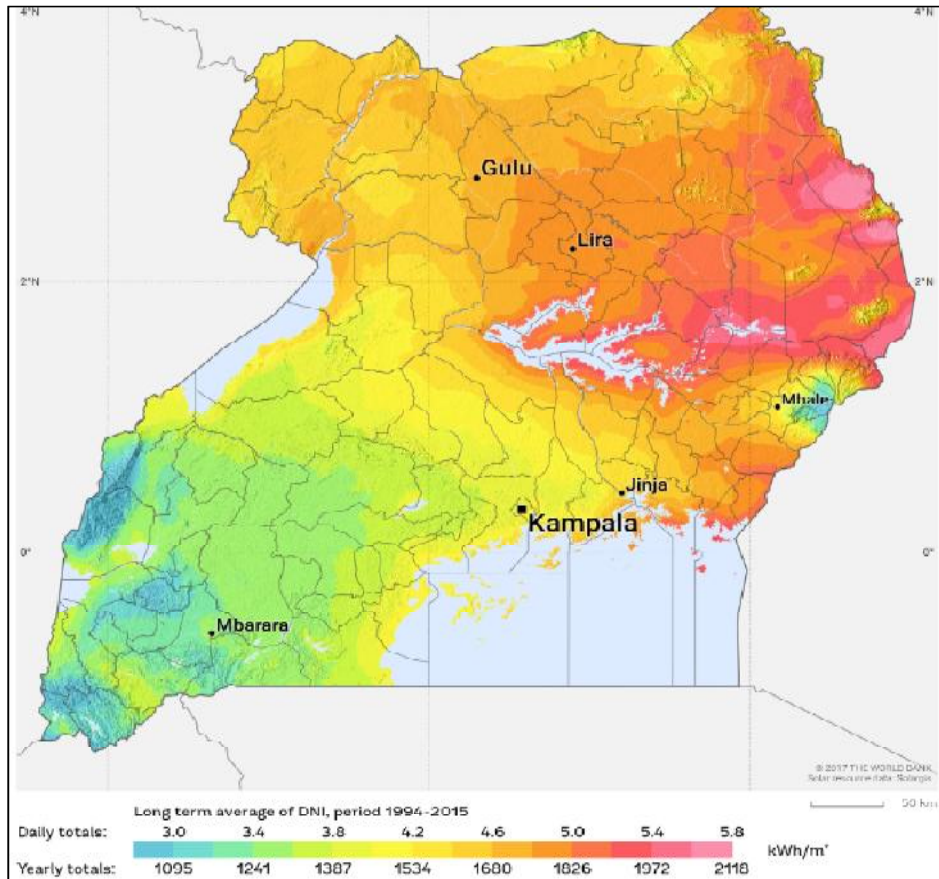 4°N 4°N
Gulu
Lira
2°N 2°N
Mbale
Jinja
Kampala
0° 0°
Mbarara
© 2017 THE WORLD BANK
Solar resource data: Solargis
50 km
Long term average of DNI, period 1994-2015
Daily totals: 3.0 3.4 3.8 4.2 4.6 5.0 5.4 5.8
kWh/m²
Yearly totals: 1095 1241 1387 1534 1680 1826 1972 2118